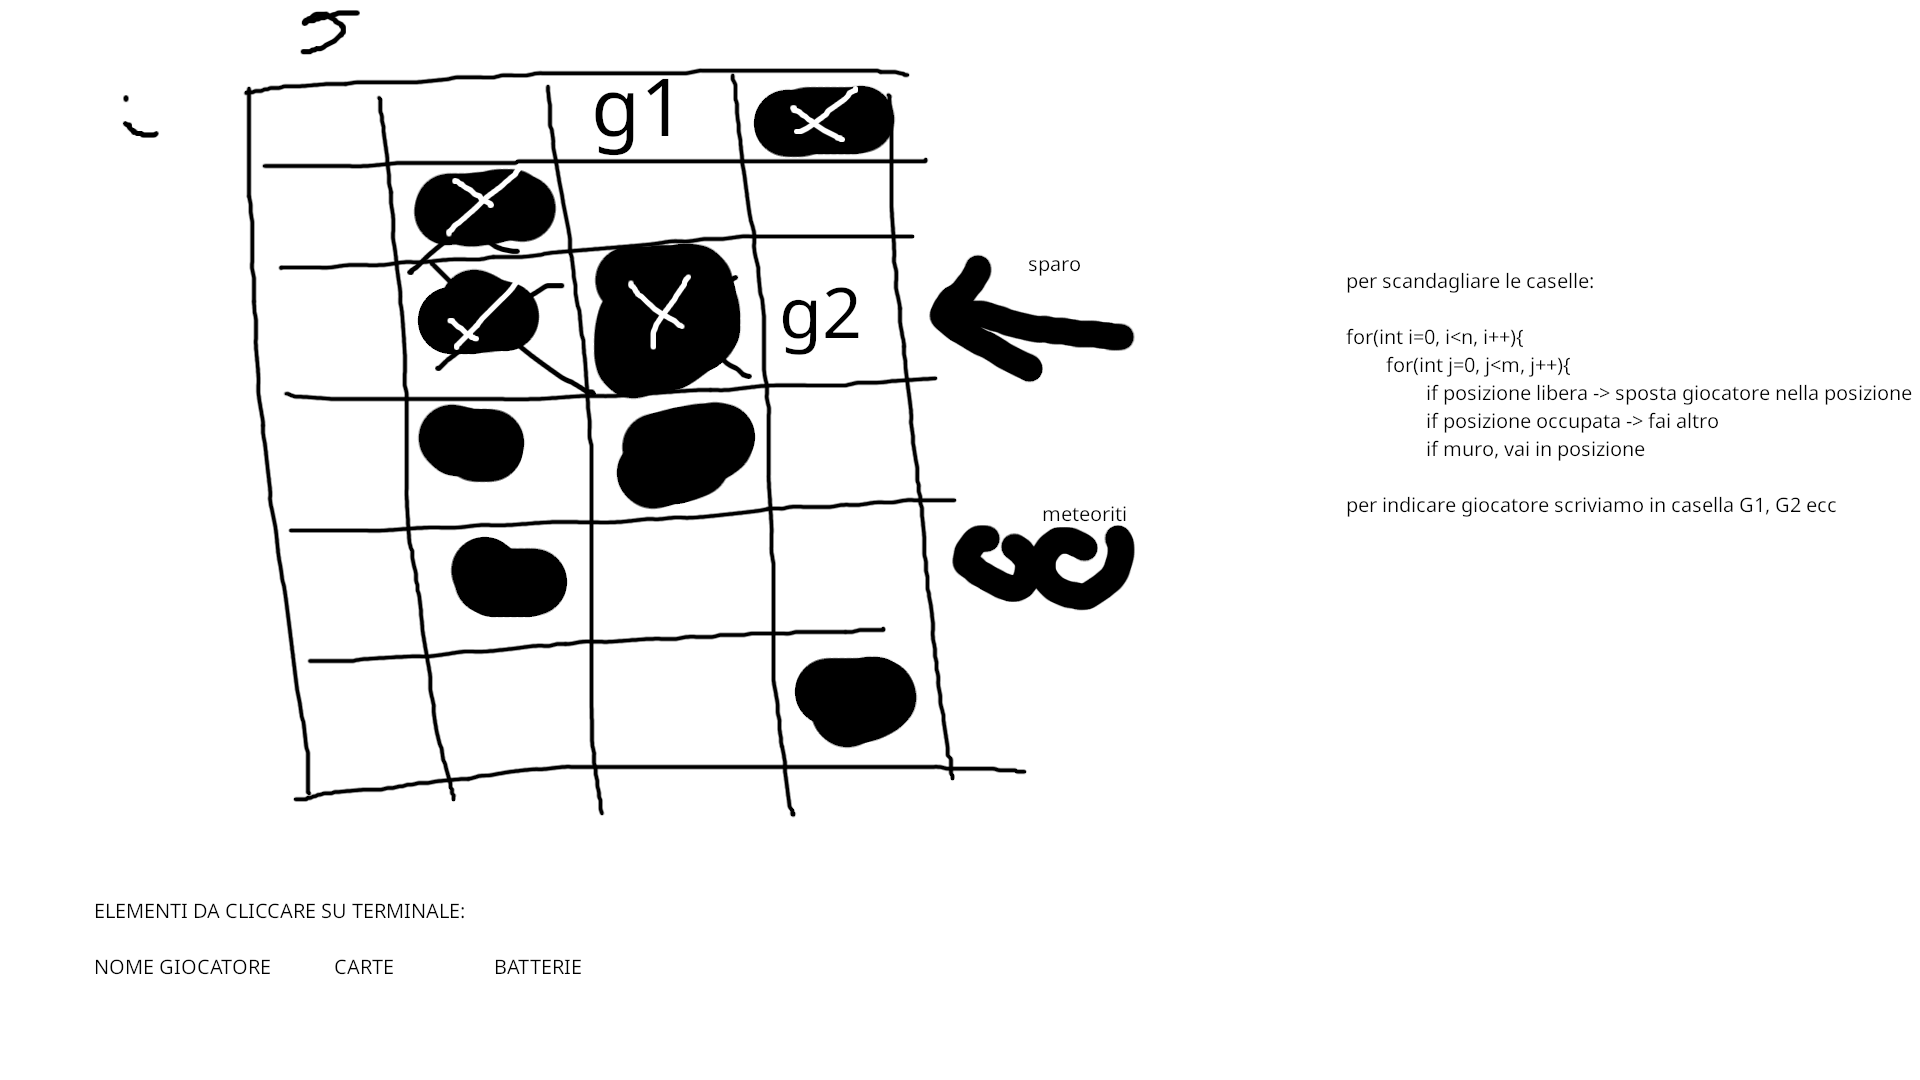 J
i
g1
g2
sparo
meteoriti
per scandagliare le caselle:
for(int i=0, i<n, i++){
for(int j=0, j<m, j++){
if posizione libera -> sposta giocatore nella posizione
if posizione occupata -> fai altro
if muro, vai in posizione
per indicare giocatore scriviamo in casella G1, G2 ecc
ELEMENTI DA CLICCARE SU TERMINALE:
NOME GIOCATORE CARTE BATTERIE